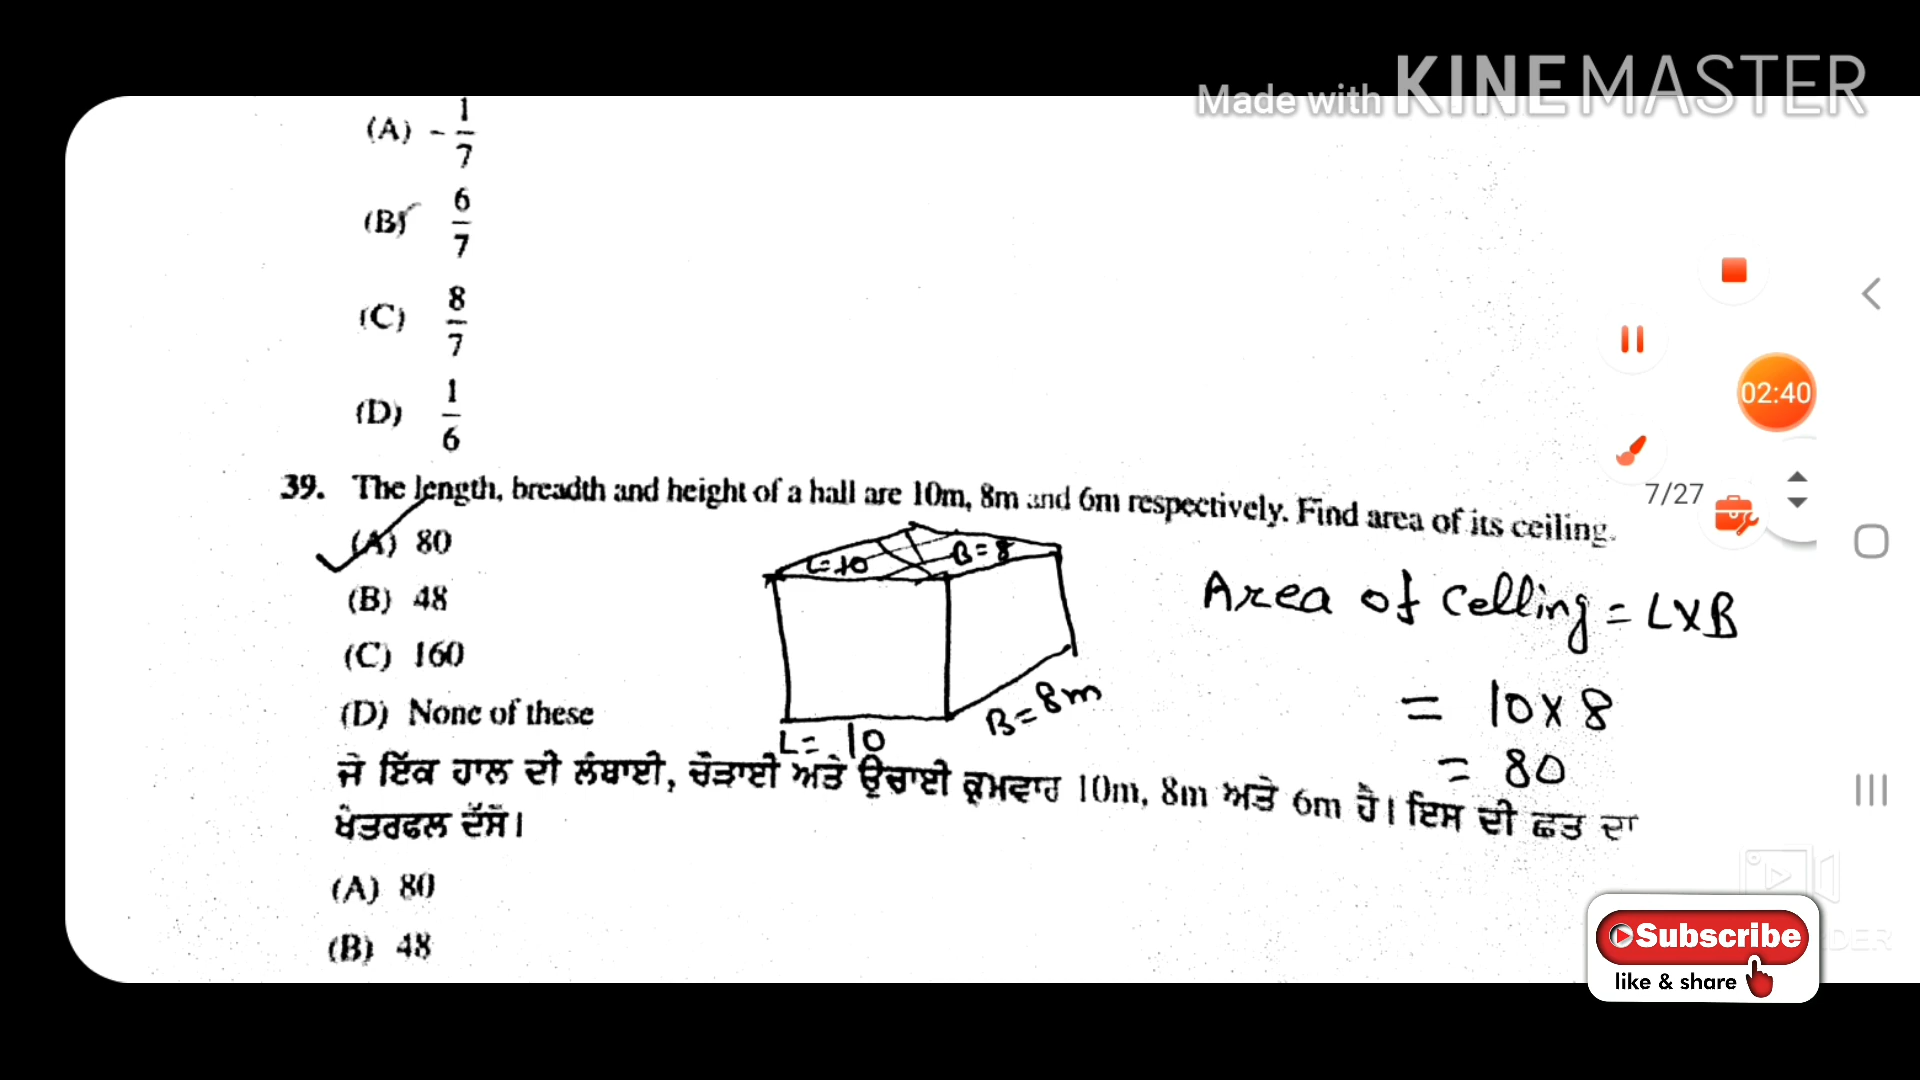 Made with KINEMASTER
(A) - 1/7
(B) 6/7
(C) 8/7
(D) 1/6
02:40
7/27
39. The length, breadth and height of a hall are 10m, 8m and 6m respectively. Find area of its ceiling.
(A) 80
(B) 48
(C) 160
(D) None of these
L=10 B=8
L= 10
B=8m
Area of celling = L×B
= 10×8
= 80
ਜੇ ਇੱਕ ਹਾਲ ਦੀ ਲੰਬਾਈ, ਚੌੜਾਈ ਅਤੇ ਉਚਾਈ ਕ੍ਰਮਵਾਰ 10m, 8m ਅਤੇ 6m ਹੈ। ਇਸ ਦੀ ਛਤ ਦਾ
ਖੇਤਰਫਲ ਦੱਸੋ।
(A) 80
(B) 48
Subscribe
like & share